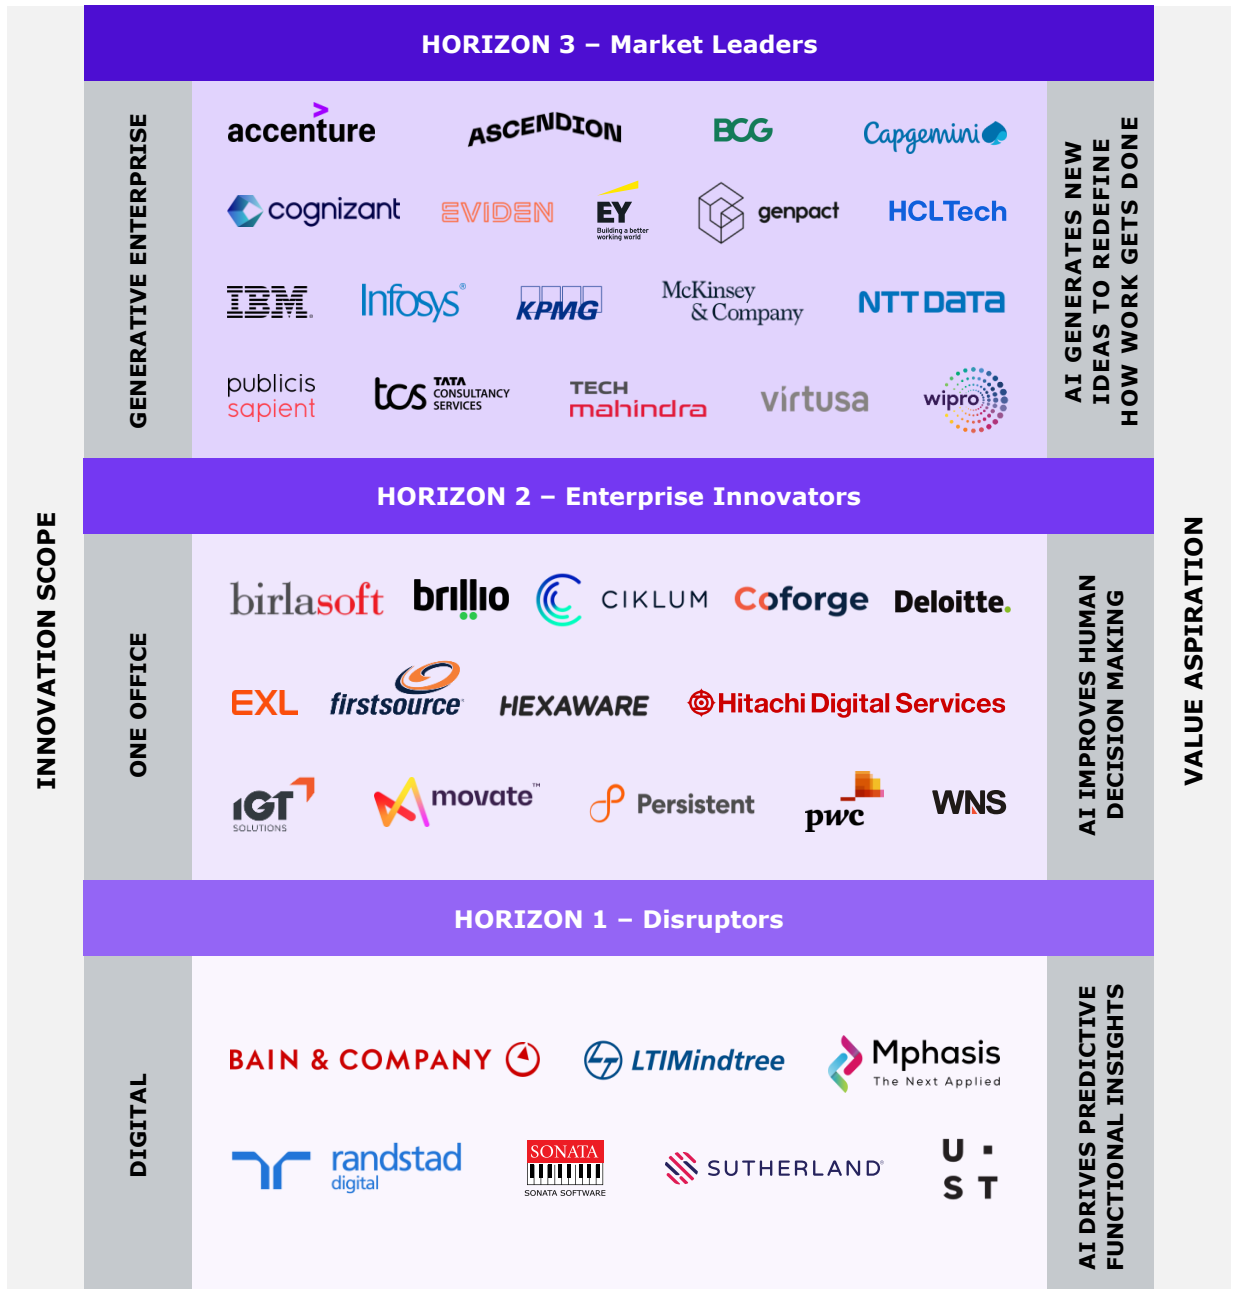 HORIZON 3 – Market Leaders
INNOVATION SCOPE
VALUE ASPIRATION
GENERATIVE ENTERPRISE
accenture
ASCENDION
BCG
Capgemini
cognizant
EVIDEN
EY
Building a better
working world
genpact
HCLTech
IBM®
Infosys®
KPMG
McKinsey
& Company
NTT DATA
publicis
sapient
tcs
TATA
CONSULTANCY
SERVICES
TECH
mahindra
virtusa
wipro
AI GENERATES NEW
IDEAS TO REDEFINE
HOW WORK GETS DONE
HORIZON 2 – Enterprise Innovators
ONE OFFICE
birlasoft
brillio
CIKLUM
Coforge
Deloitte.
EXL
firstsource
HEXAWARE
Hitachi Digital Services
IGT
SOLUTIONS
movate™
Persistent
pwc
WNS
AI IMPROVES HUMAN
DECISION MAKING
HORIZON 1 – Disruptors
DIGITAL
BAIN & COMPANY
LTIMindtree
Mphasis
The Next Applied
randstad
digital
SONATA
SONATA SOFTWARE
SUTHERLAND®
U·
ST
AI DRIVES PREDICTIVE
FUNCTIONAL INSIGHTS